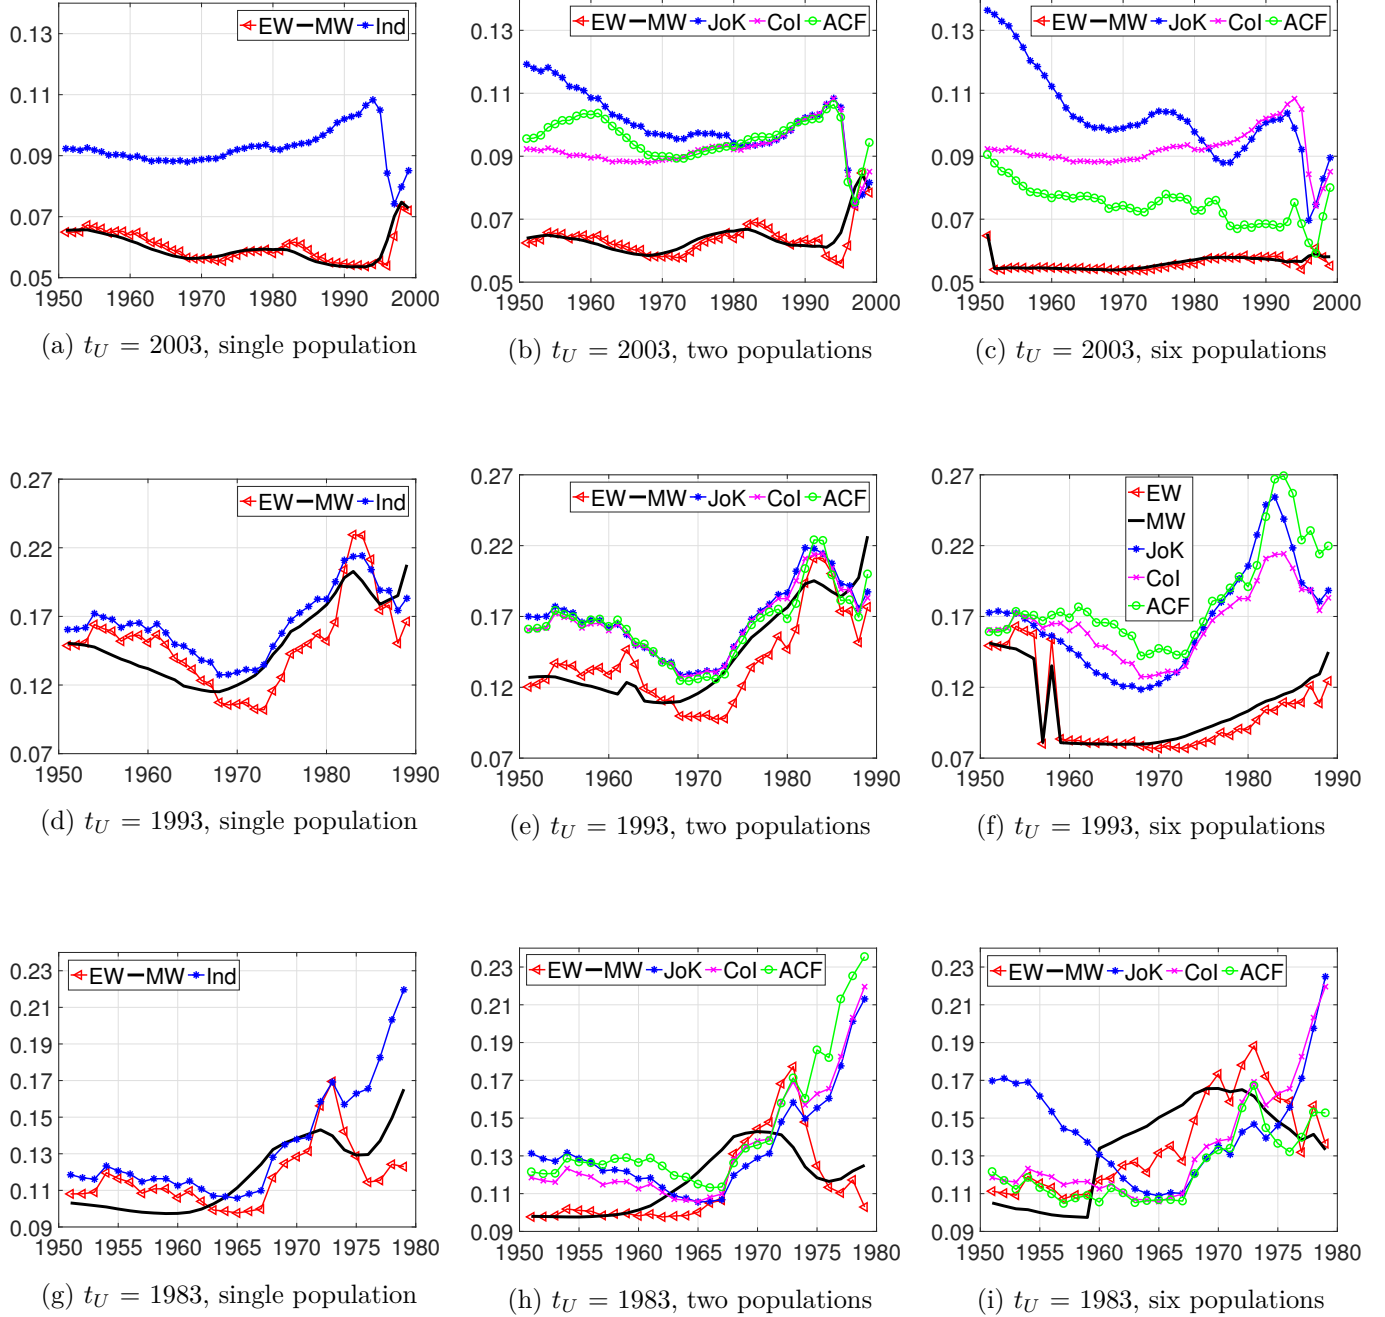 EW MW Ind
0.13
0.11
0.09
0.07
0.05
1950 1960 1970 1980 1990 2000
(a) t_U = 2003, single population
EW MW JoK CoI ACF
0.13
0.11
0.09
0.07
0.05
1950 1960 1970 1980 1990 2000
(b) t_U = 2003, two populations
EW MW JoK CoI ACF
0.13
0.11
0.09
0.07
0.05
1950 1960 1970 1980 1990 2000
(c) t_U = 2003, six populations
EW MW Ind
0.27
0.22
0.17
0.12
0.07
1950 1960 1970 1980 1990
(d) t_U = 1993, single population
EW MW JoK CoI ACF
0.27
0.22
0.17
0.12
0.07
1950 1960 1970 1980 1990
(e) t_U = 1993, two populations
EW
MW
JoK
CoI
ACF
0.27
0.22
0.17
0.12
0.07
1950 1960 1970 1980 1990
(f) t_U = 1993, six populations
EW MW Ind
0.23
0.21
0.19
0.17
0.15
0.13
0.11
0.09
1950 1955 1960 1965 1970 1975 1980
(g) t_U = 1983, single population
EW MW JoK CoI ACF
0.23
0.21
0.19
0.17
0.15
0.13
0.11
0.09
1950 1955 1960 1965 1970 1975 1980
(h) t_U = 1983, two populations
EW MW JoK CoI ACF
0.23
0.21
0.19
0.17
0.15
0.13
0.11
0.09
1950 1955 1960 1965 1970 1975 1980
(i) t_U = 1983, six populations